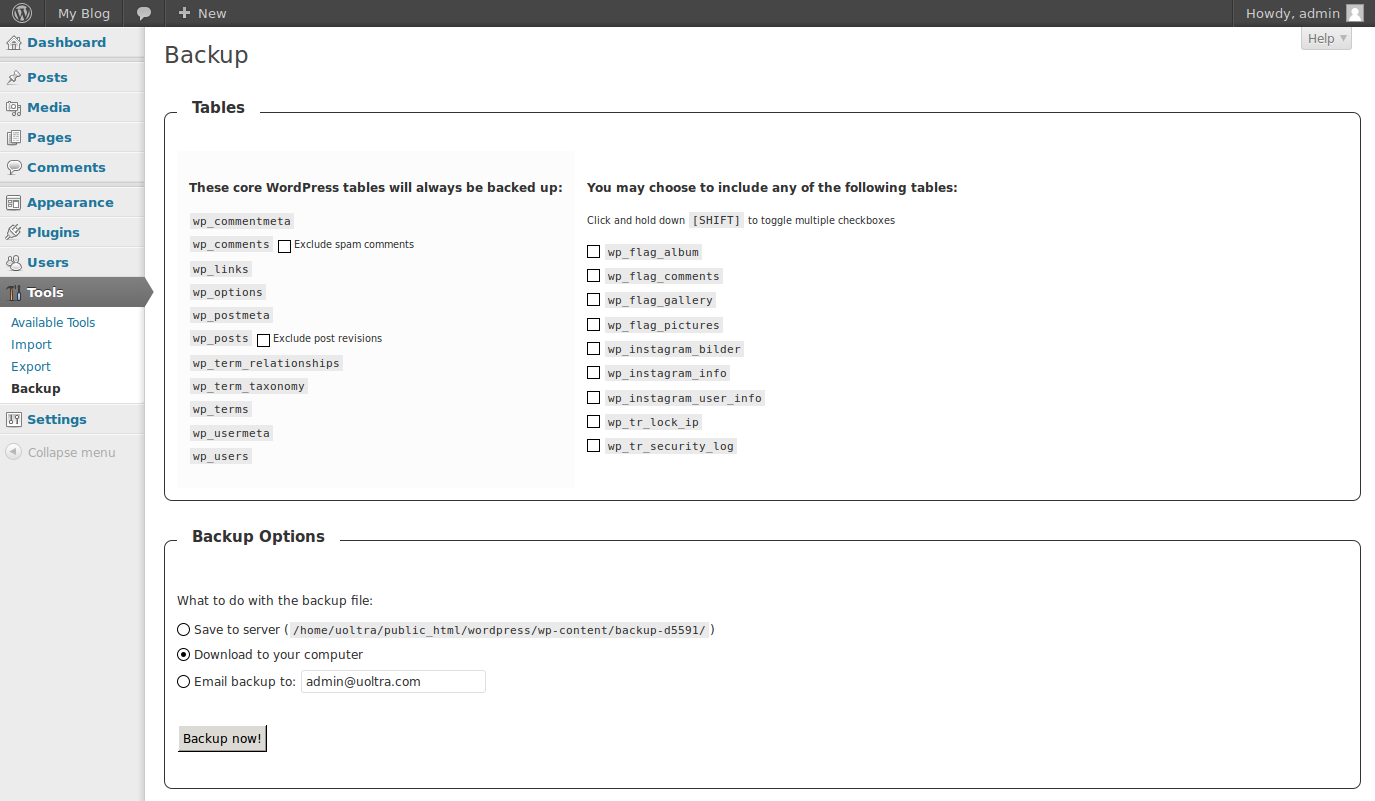 My Blog
New
Howdy, admin
Help
Dashboard
Posts
Media
Pages
Comments
Appearance
Plugins
Users
Tools
Available Tools
Import
Export
Backup
Settings
Collapse menu
Backup
Tables
These core WordPress tables will always be backed up:
wp_commentmeta
wp_comments Exclude spam comments
wp_links
wp_options
wp_postmeta
wp_posts Exclude post revisions
wp_term_relationships
wp_term_taxonomy
wp_terms
wp_usermeta
wp_users
You may choose to include any of the following tables:
Click and hold down [SHIFT] to toggle multiple checkboxes
wp_flag_album
wp_flag_comments
wp_flag_gallery
wp_flag_pictures
wp_instagram_bilder
wp_instagram_info
wp_instagram_user_info
wp_tr_lock_ip
wp_tr_security_log
Backup Options
What to do with the backup file:
Save to server (/home/uoltra/public_html/wordpress/wp-content/backup-d5591/)
Download to your computer
Email backup to: admin@uoltra.com
Backup now!